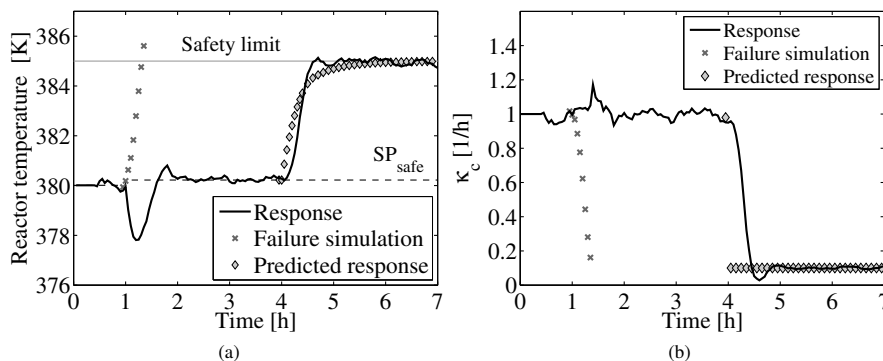 Reactor temperature [K]
386
384
382
380
378
376
Safety limit
SP_safe
Response
Failure simulation
Predicted response
0 1 2 3 4 5 6 7
Time [h]
(a)
κ_c [1/h]
1.4
1.2
1
0.8
0.6
0.4
0.2
0
Response
Failure simulation
Predicted response
0 1 2 3 4 5 6 7
Time [h]
(b)